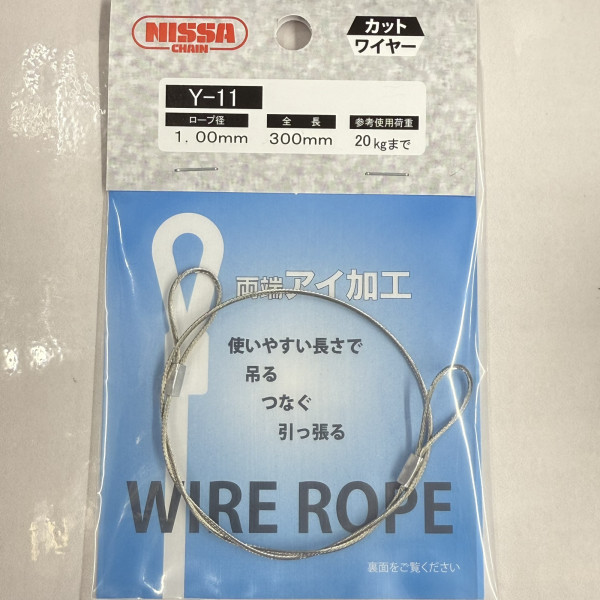 NISSA
CHAIN
カット
ワイヤー
Y-11
ロープ径
全長
参考使用荷重
1.00mm
300mm
20kgまで
両端アイ加工
使いやすい長さで
吊る
つなぐ
引っ張る
WIRE ROPE
裏面をご覧ください